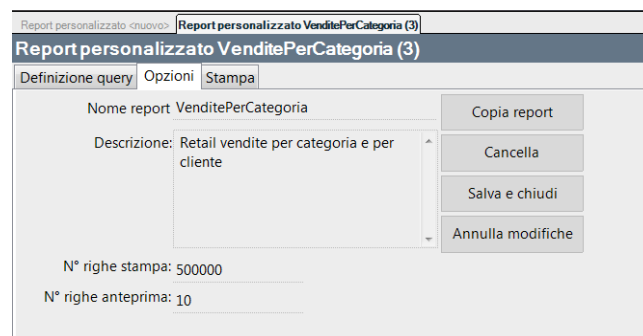 Report personalizzato <nuovo> Report personalizzato VenditePerCategoria (3)
Report personalizzato VenditePerCategoria (3)
Definizione query Opzioni Stampa
Nome report VenditePerCategoria
Copia report
Descrizione: Retail vendite per categoria e per
cliente
Cancella
Salva e chiudi
Annulla modifiche
N° righe stampa: 500000
N° righe anteprima: 10